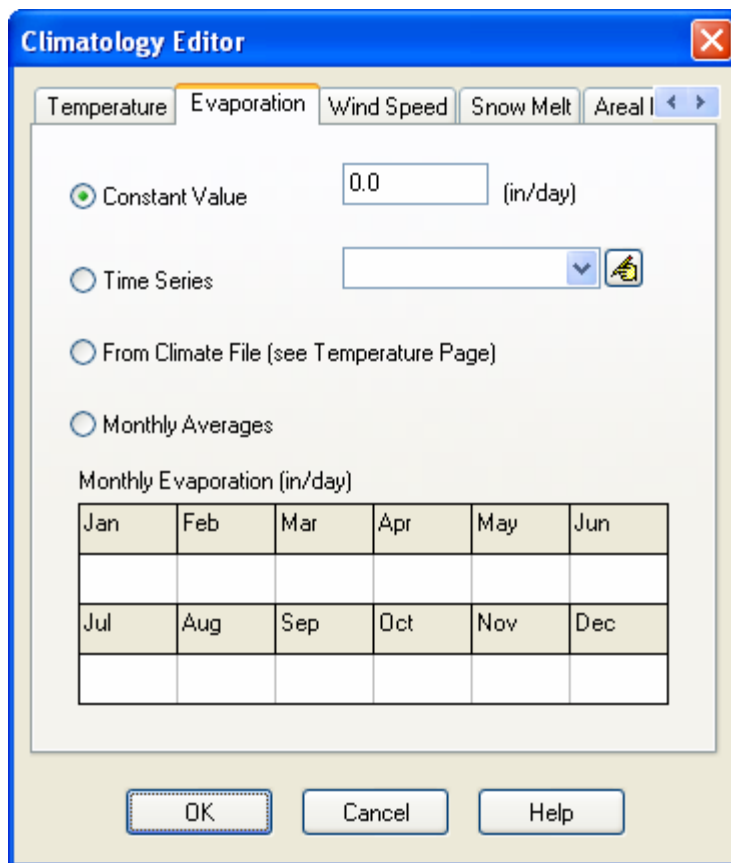 Climatology Editor
Temperature Evaporation Wind Speed Snow Melt Areal
Constant Value 0.0 (in/day)
Time Series
From Climate File (see Temperature Page)
Monthly Averages
Monthly Evaporation (in/day)
Jan Feb Mar Apr May Jun
Jul Aug Sep Oct Nov Dec
OK Cancel Help